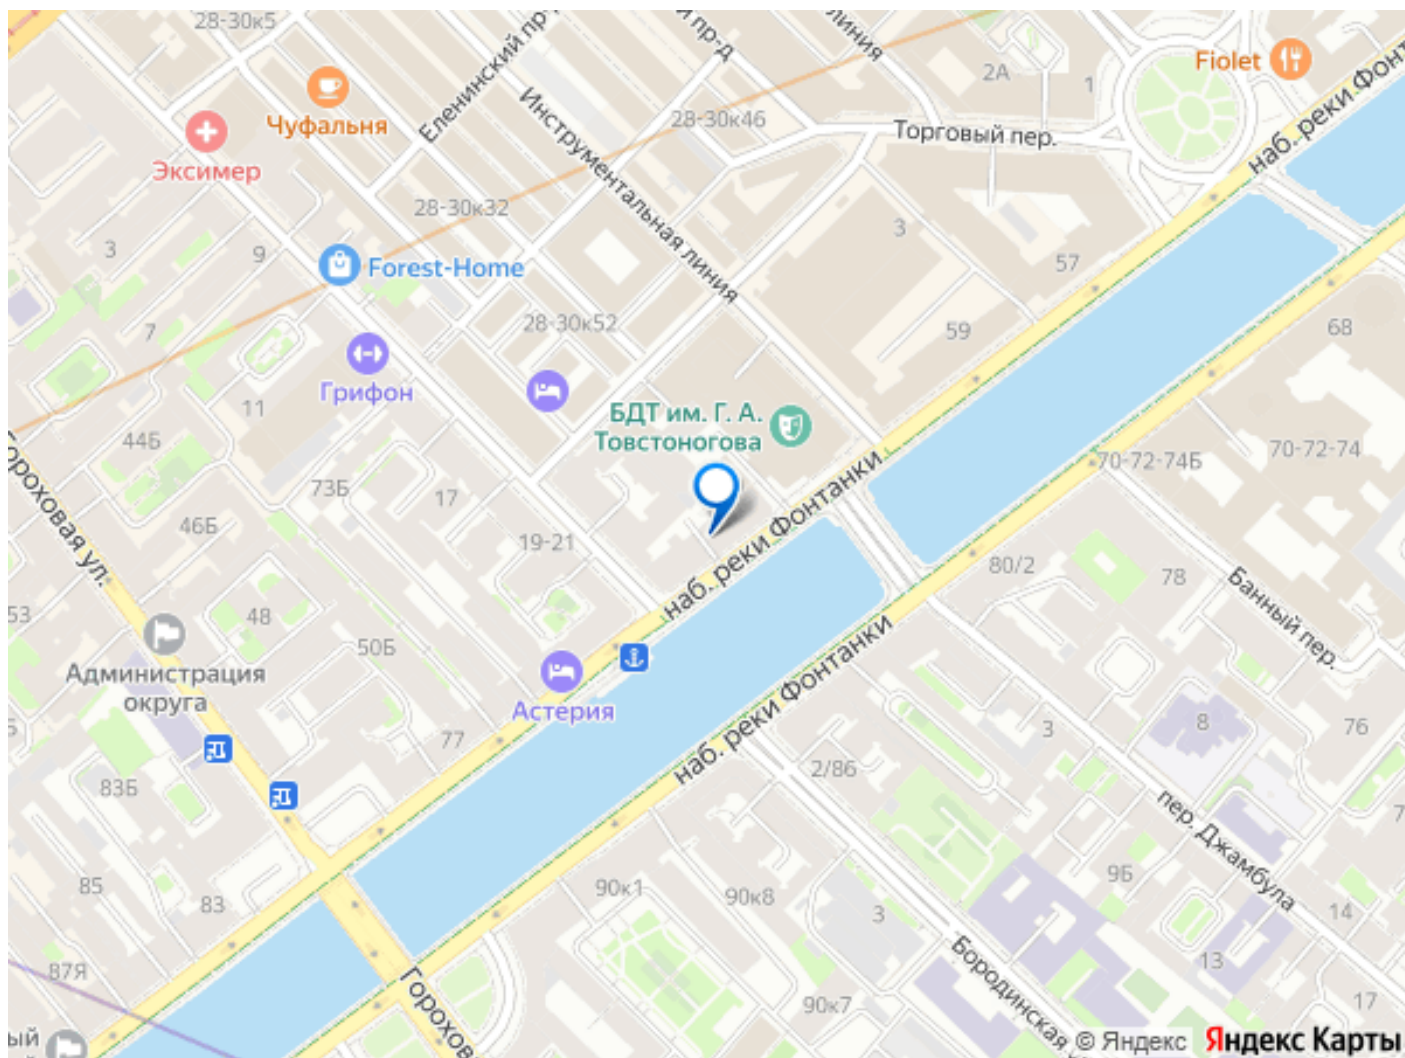 28-30к5
Еленинский пр-д
й пр-д
линия
2А
1
Fiolet
наб. реки Фонт
Чуфальня
Эксимер
Инструментальная линия
28-30к46
Торговый пер.
28-30к32
3
9
3
57
Forest-Home
7
28-30к52
59
68
Грифон
11
БДТ им. Г. А.
Товстоногова
44Б
73Б
17
70-72-74Б
70-72-74
Гороховая ул.
46Б
19-21
наб. реки Фонтанки
80/2
78
Банный пер.
53
48
50Б
Администрация
округа
Астерия
наб. реки Фонтанки
77
3
8
76
83Б
2/86
пер. Джамбула
85
83
90к1
90к8
3
9Б
14
13
87Я
Горохова
90к7
Бородинская
17
ый
© Яндекс
Яндекс Карты